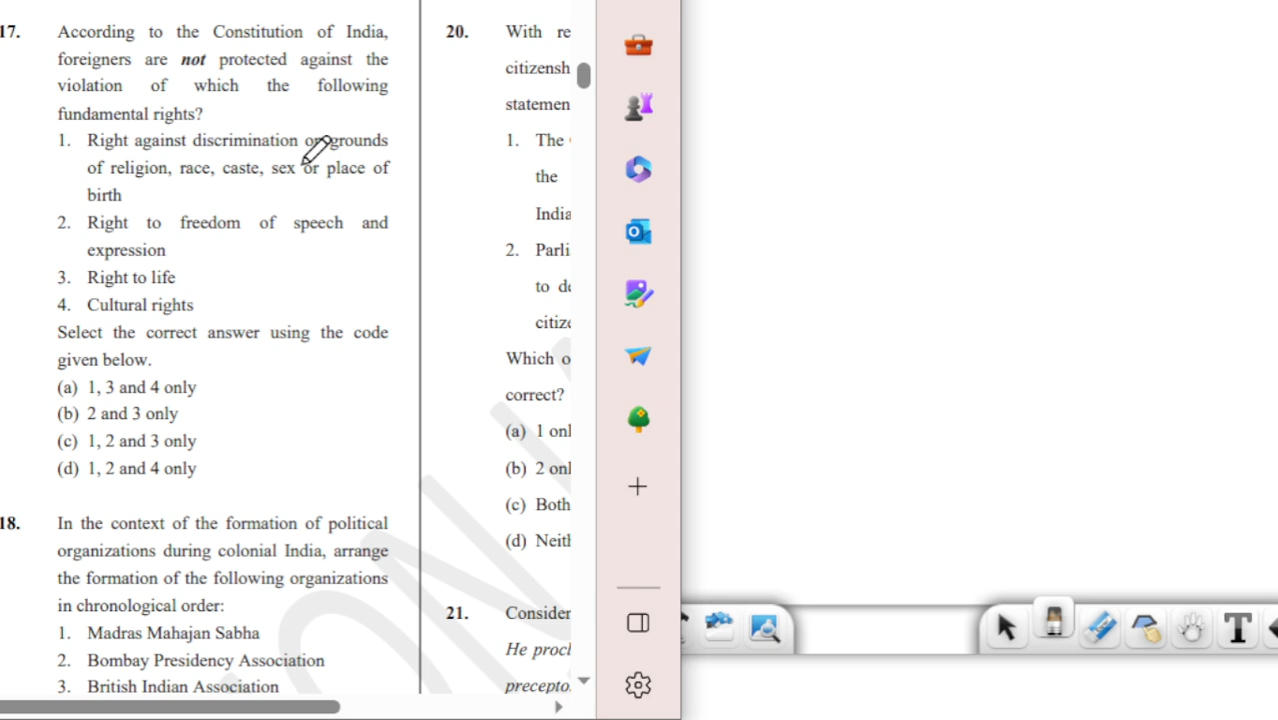 17. According to the Constitution of India,
foreigners are not protected against the
violation of which the following
fundamental rights?
1. Right against discrimination or grounds
of religion, race, caste, sex or place of
birth
2. Right to freedom of speech and
expression
3. Right to life
4. Cultural rights
Select the correct answer using the code
given below.
(a) 1, 3 and 4 only
(b) 2 and 3 only
(c) 1, 2 and 3 only
(d) 1, 2 and 4 only
18. In the context of the formation of political
organizations during colonial India, arrange
the formation of the following organizations
in chronological order:
1. Madras Mahajan Sabha
2. Bombay Presidency Association
3. British Indian Association
20. With re
citizensh
statemen
1. The
the
India
2. Parli
to de
citize
Which o
correct?
(a) 1 onl
(b) 2 onl
(c) Both
(d) Neith
21. Consider
He procl
precepto
T